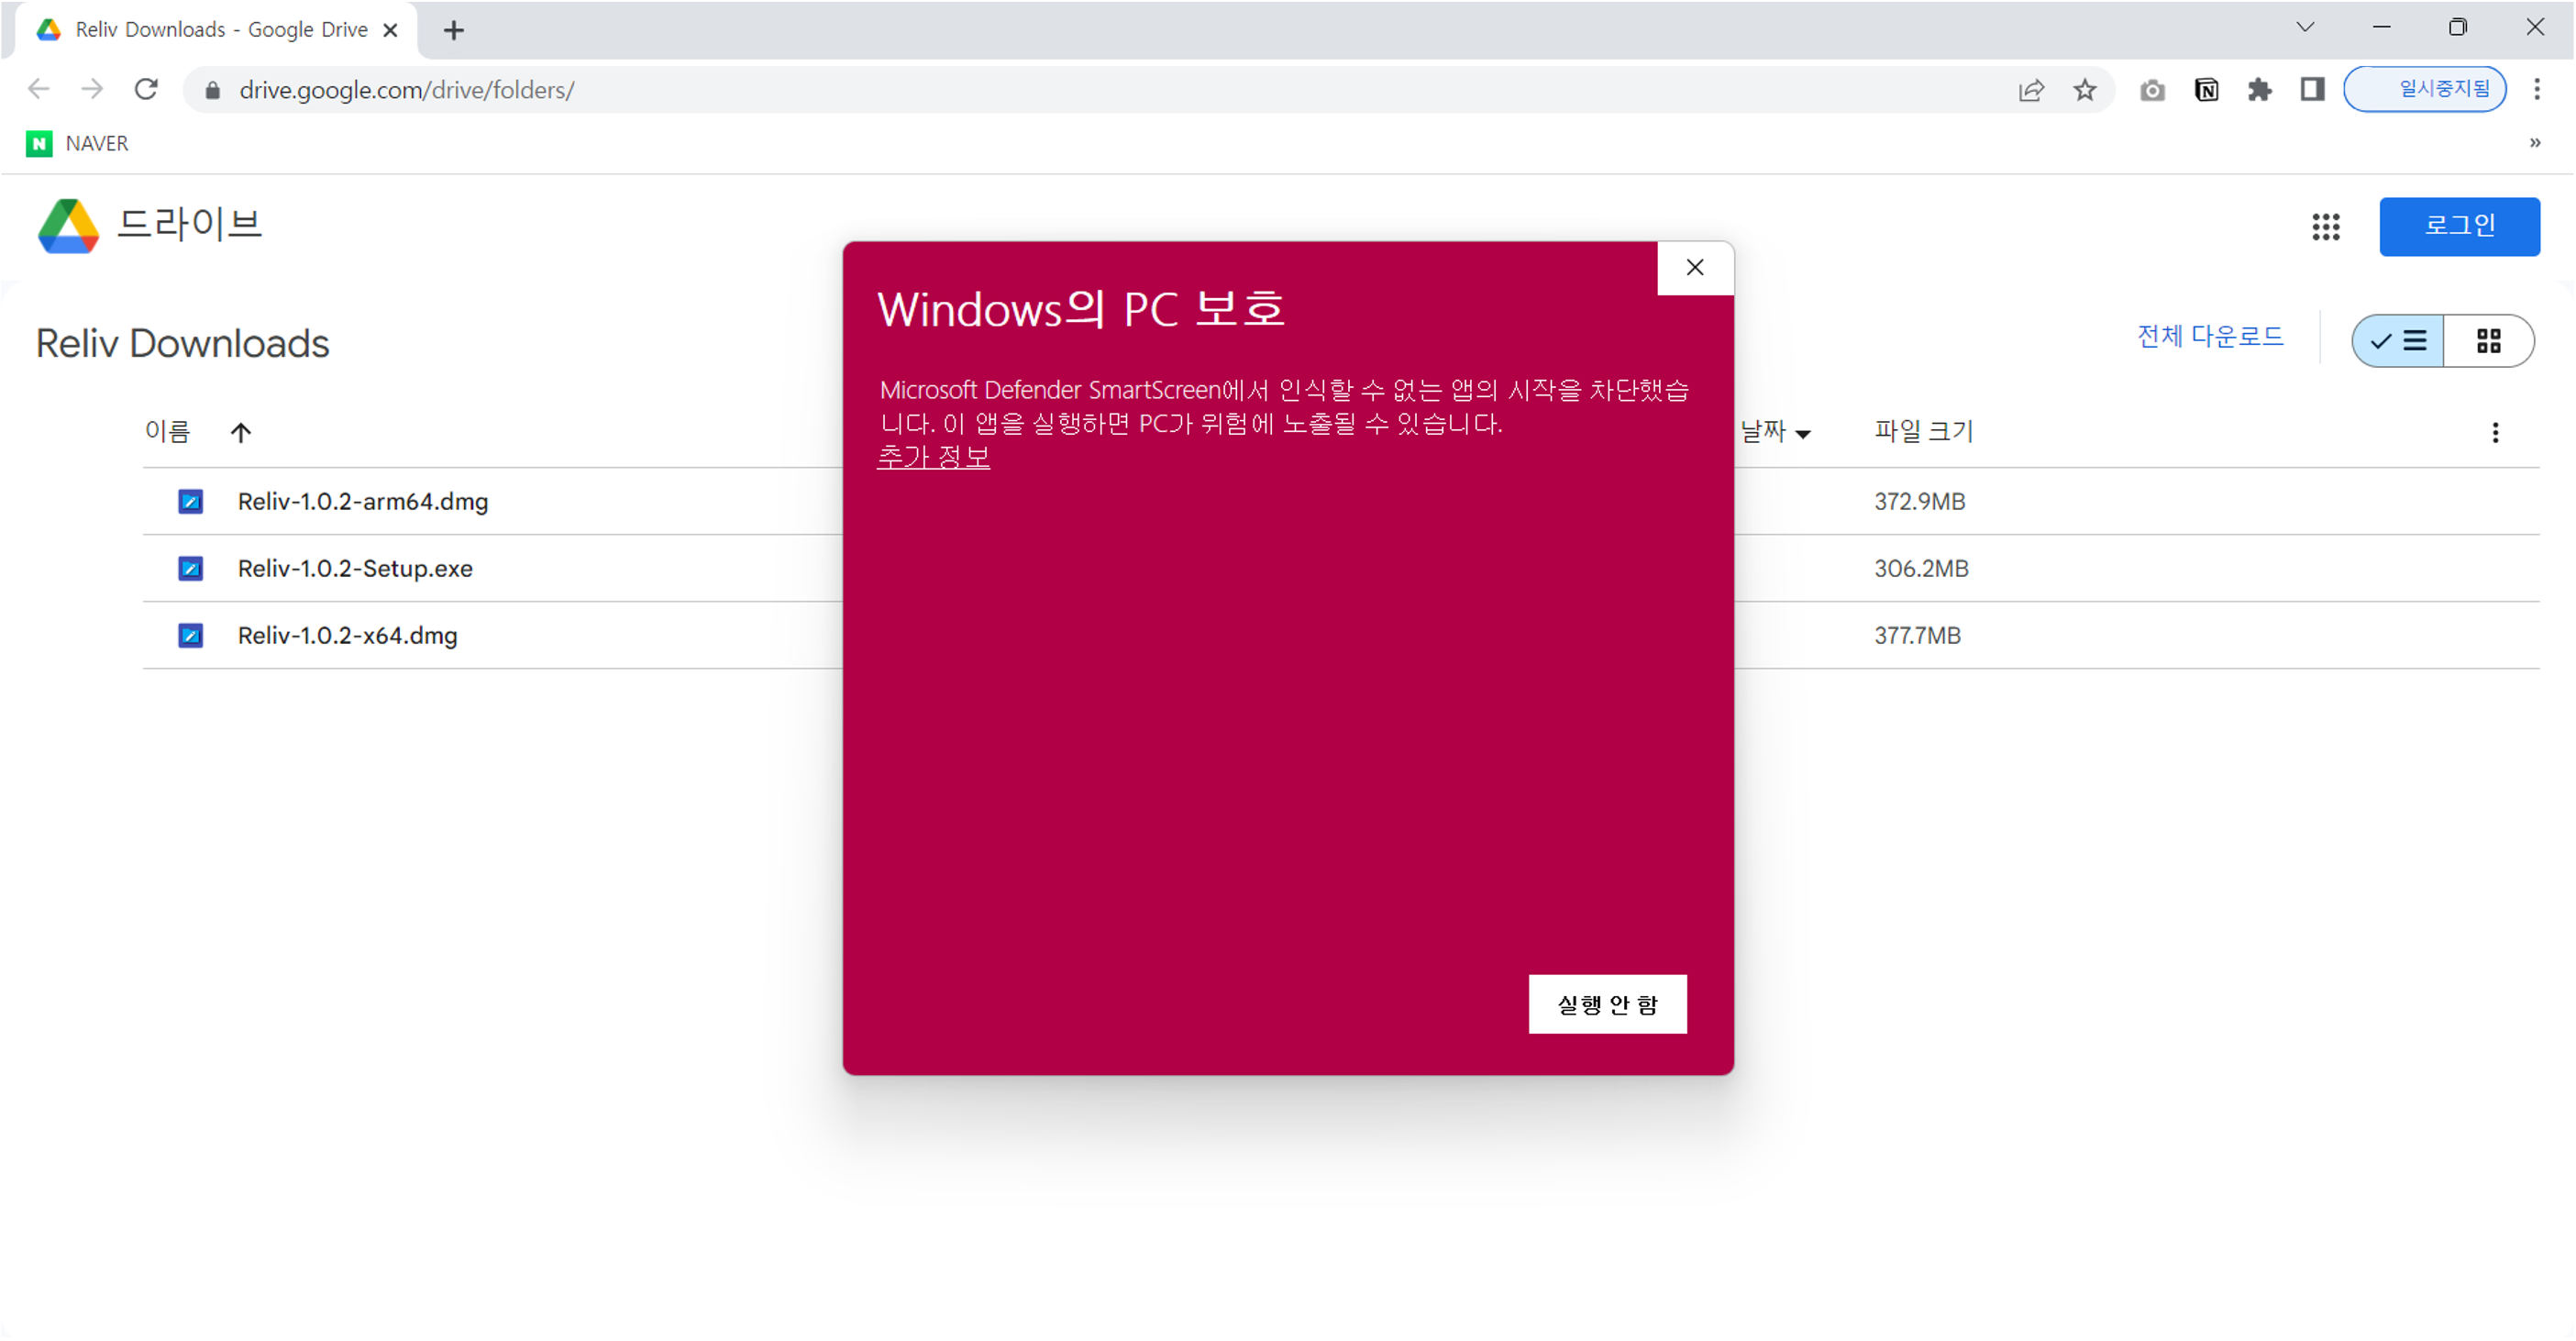 Reliv Downloads - Google Drive
drive.google.com/drive/folders/
일시중지됨
N NAVER
»
드라이브
로그인
Reliv Downloads
전체 다운로드
이름
날짜
파일 크기
Reliv-1.0.2-arm64.dmg
372.9MB
Reliv-1.0.2-Setup.exe
306.2MB
Reliv-1.0.2-x64.dmg
377.7MB
Windows의 PC 보호
Microsoft Defender SmartScreen에서 인식할 수 없는 앱의 시작을 차단했습
니다. 이 앱을 실행하면 PC가 위험에 노출될 수 있습니다.
추가 정보
실행 안 함